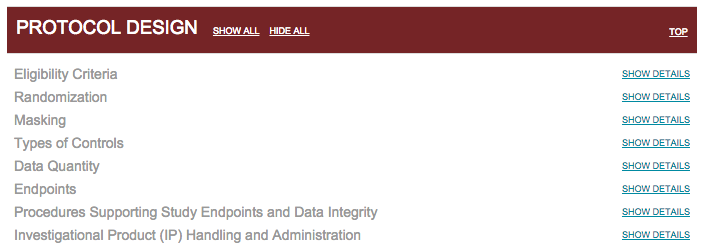 PROTOCOL DESIGN SHOW ALL HIDE ALL TOP
Eligibility Criteria SHOW DETAILS
Randomization SHOW DETAILS
Masking SHOW DETAILS
Types of Controls SHOW DETAILS
Data Quantity SHOW DETAILS
Endpoints SHOW DETAILS
Procedures Supporting Study Endpoints and Data Integrity SHOW DETAILS
Investigational Product (IP) Handling and Administration SHOW DETAILS